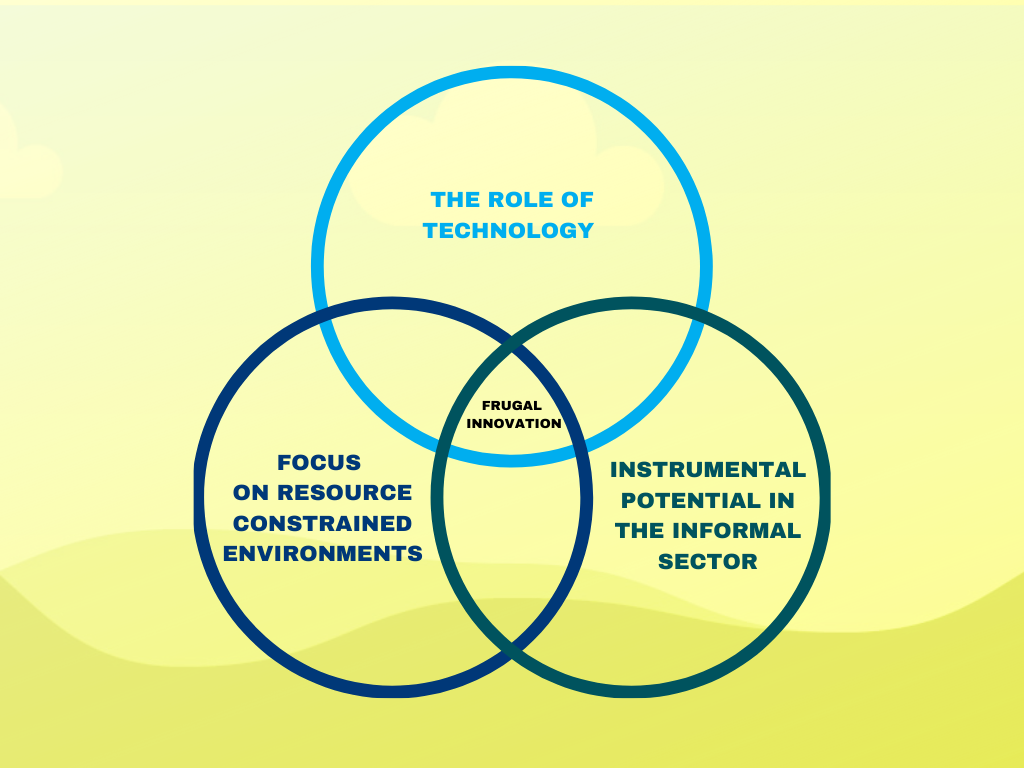 THE ROLE OF
TECHNOLOGY
FRUGAL
INNOVATION
FOCUS
ON RESOURCE
CONSTRAINED
ENVIRONMENTS
INSTRUMENTAL
POTENTIAL IN
THE INFORMAL
SECTOR